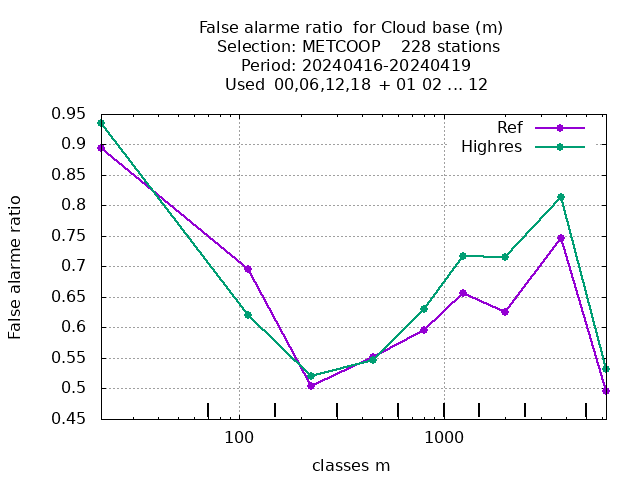 False alarme ratio  for Cloud base (m)
Selection: METCOOP    228 stations
Period: 20240416-20240419
Used  00,06,12,18 + 01 02 ... 12
Ref
Highres
0.95
0.9
0.85
0.8
0.75
0.7
0.65
0.6
0.55
0.5
0.45
False alarme ratio
100
1000
classes m